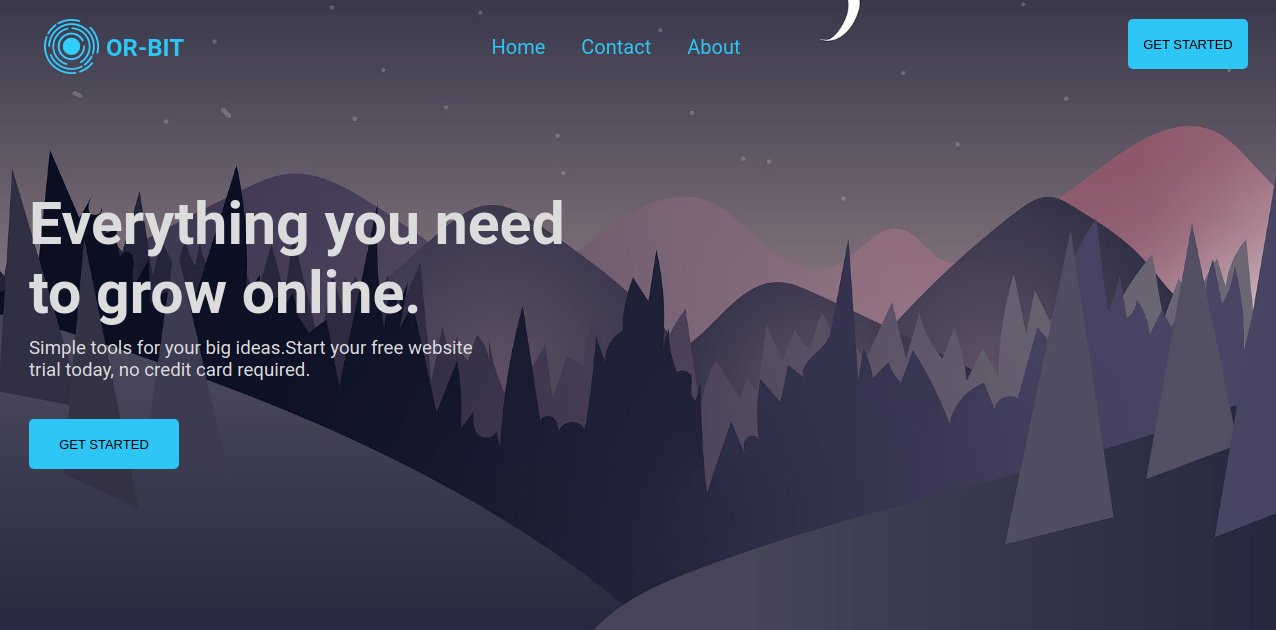 OR-BIT
Home
Contact
About
GET STARTED
Everything you need
to grow online.
Simple tools for your big ideas.Start your free website
trial today, no credit card required.
GET STARTED